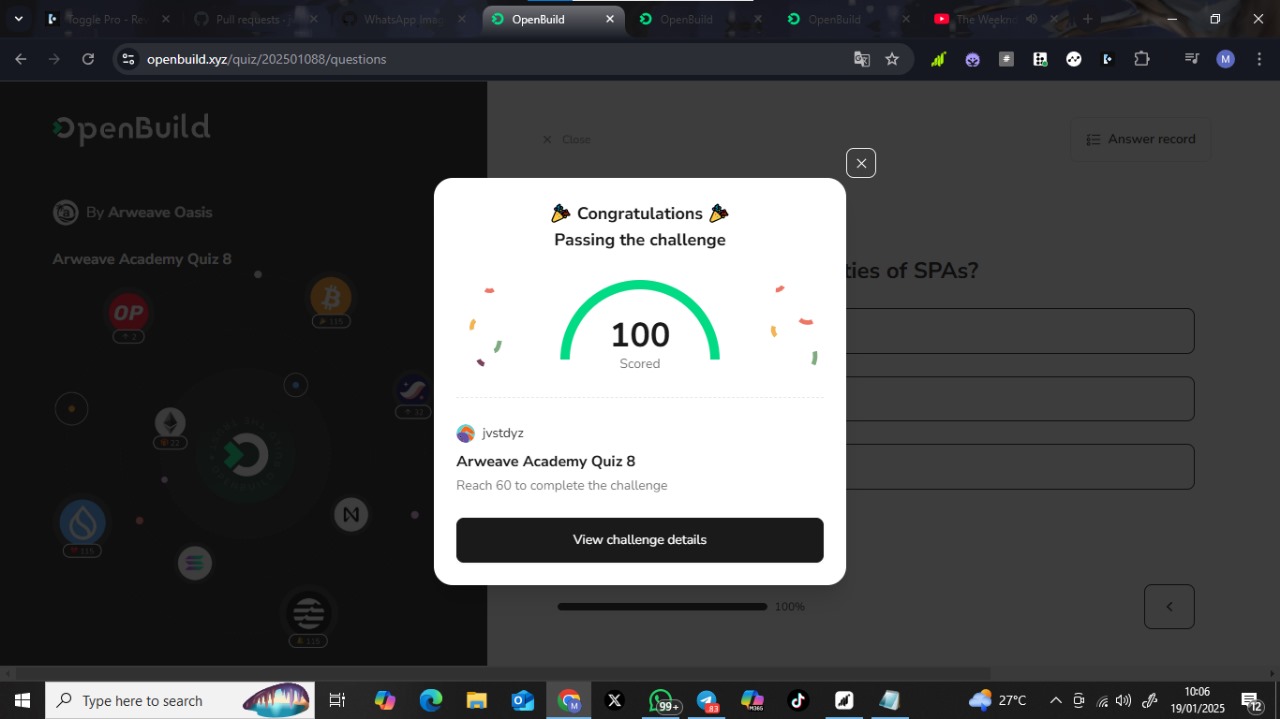 Toggle Pro - Rev
Pull requests · j
WhatsApp Imag
OpenBuild
OpenBuild
OpenBuild
The Weeknd
openbuild.xyz/quiz/202501088/questions
M
OpenBuild
By Arweave Oasis
Arweave Academy Quiz 8
OP
2
115
22
32
115
115
Close
Answer record
ties of SPAs?
Congratulations
Passing the challenge
100
Scored
jvstdyz
Arweave Academy Quiz 8
Reach 60 to complete the challenge
View challenge details
100%
Type here to search
99+
83
M365
27°C
10:06
19/01/2025
12